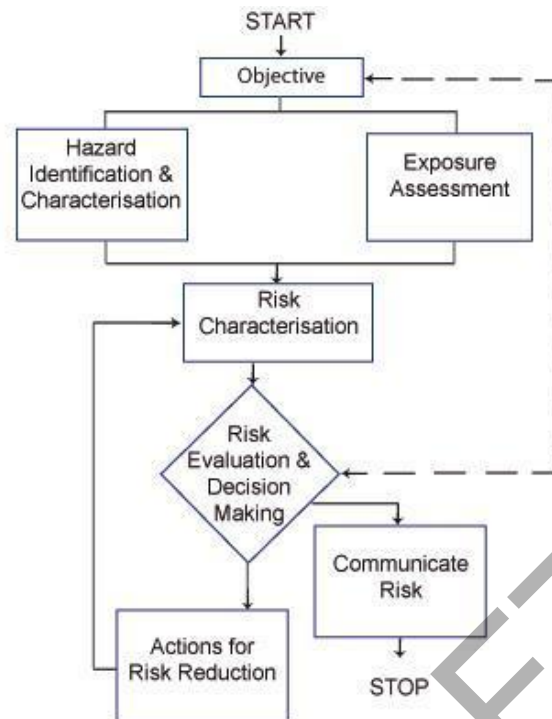 START
Objective
Hazard
Identification &
Characterisation
Exposure
Assessment
Risk
Characterisation
Risk
Evaluation &
Decision
Making
Communicate
Risk
Actions for
Risk Reduction
STOP